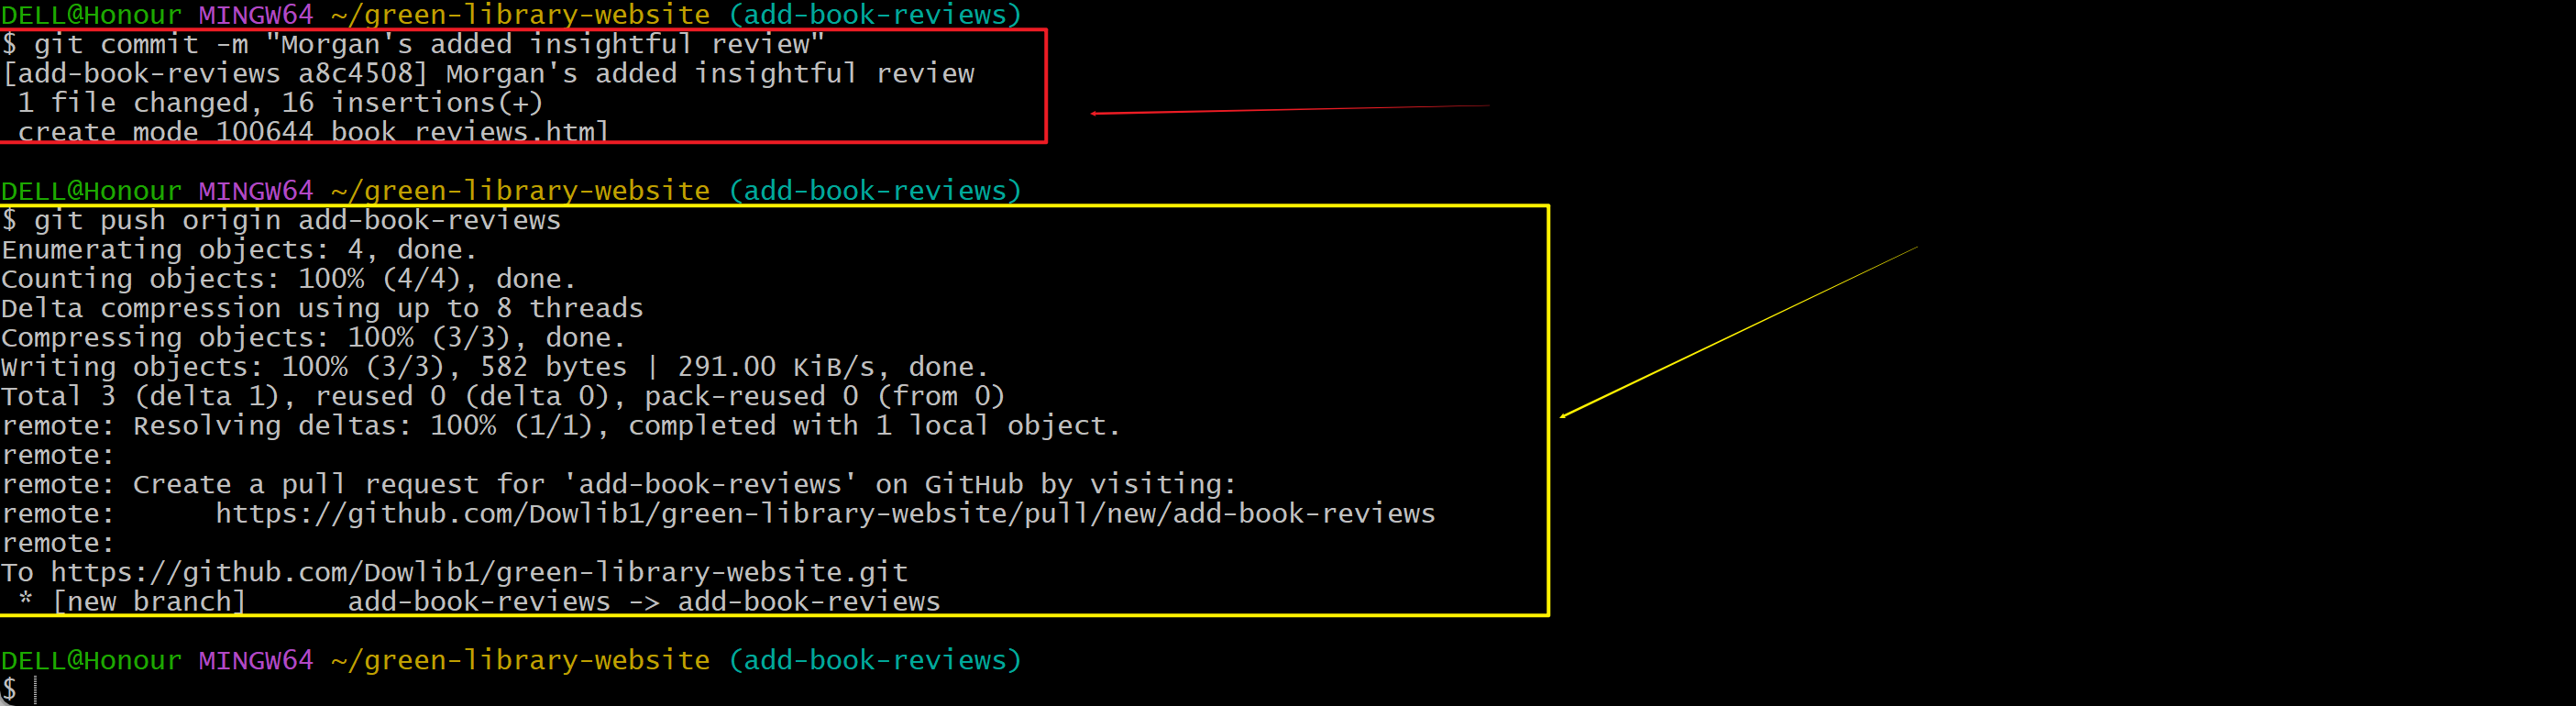 DELL@Honour MINGW64 ~/green-library-website (add-book-reviews)
$ git commit -m "Morgan's added insightful review"
[add-book-reviews a8c4508] Morgan's added insightful review
 1 file changed, 16 insertions(+)
 create mode 100644 book_reviews.html
DELL@Honour MINGW64 ~/green-library-website (add-book-reviews)
$ git push origin add-book-reviews
Enumerating objects: 4, done.
Counting objects: 100% (4/4), done.
Delta compression using up to 8 threads
Compressing objects: 100% (3/3), done.
Writing objects: 100% (3/3), 582 bytes | 291.00 KiB/s, done.
Total 3 (delta 1), reused 0 (delta 0), pack-reused 0 (from 0)
remote: Resolving deltas: 100% (1/1), completed with 1 local object.
remote:
remote: Create a pull request for 'add-book-reviews' on GitHub by visiting:
remote:      https://github.com/Dowlib1/green-library-website/pull/new/add-book-reviews
remote:
To https://github.com/Dowlib1/green-library-website.git
 * [new branch]      add-book-reviews -> add-book-reviews
DELL@Honour MINGW64 ~/green-library-website (add-book-reviews)
$